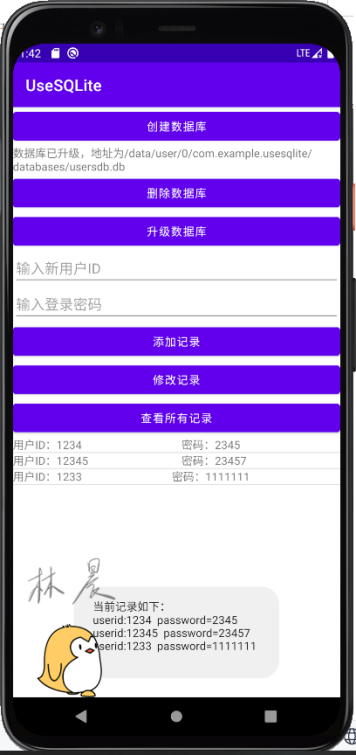 1:42 LTE
UseSQLite
创建数据库
数据库已升级，地址为/data/user/0/com.example.usesqlite/
databases/usersdb.db
删除数据库
升级数据库
输入新用户ID
输入登录密码
添加记录
修改记录
查看所有记录
用户ID：1234 密码：2345
用户ID：12345 密码：23457
用户ID：1233 密码：1111111
林晨
当前记录如下：
userid:1234 password=2345
userid:12345 password=23457
userid:1233 password=1111111